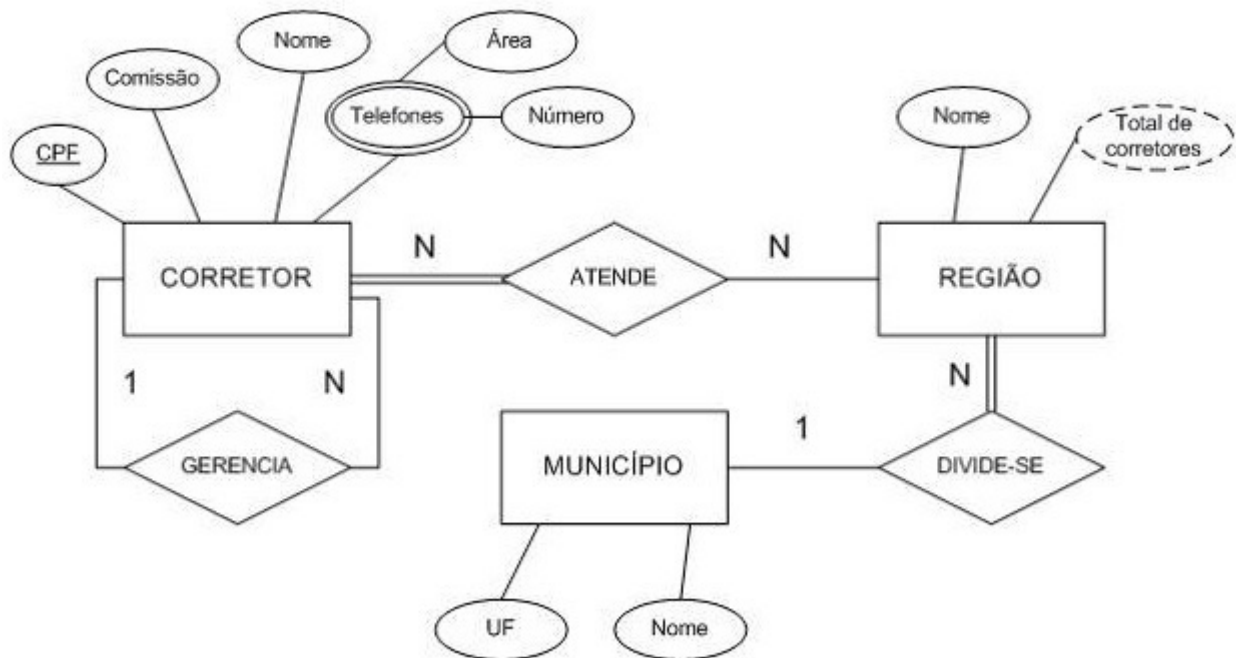 Nome
Área
Comissão
Telefones
Número
Nome
Total de
corretores
CPF
CORRETOR
N
ATENDE
N
REGIÃO
1
N
GERENCIA
N
MUNICÍPIO
1
DIVIDE-SE
UF
Nome